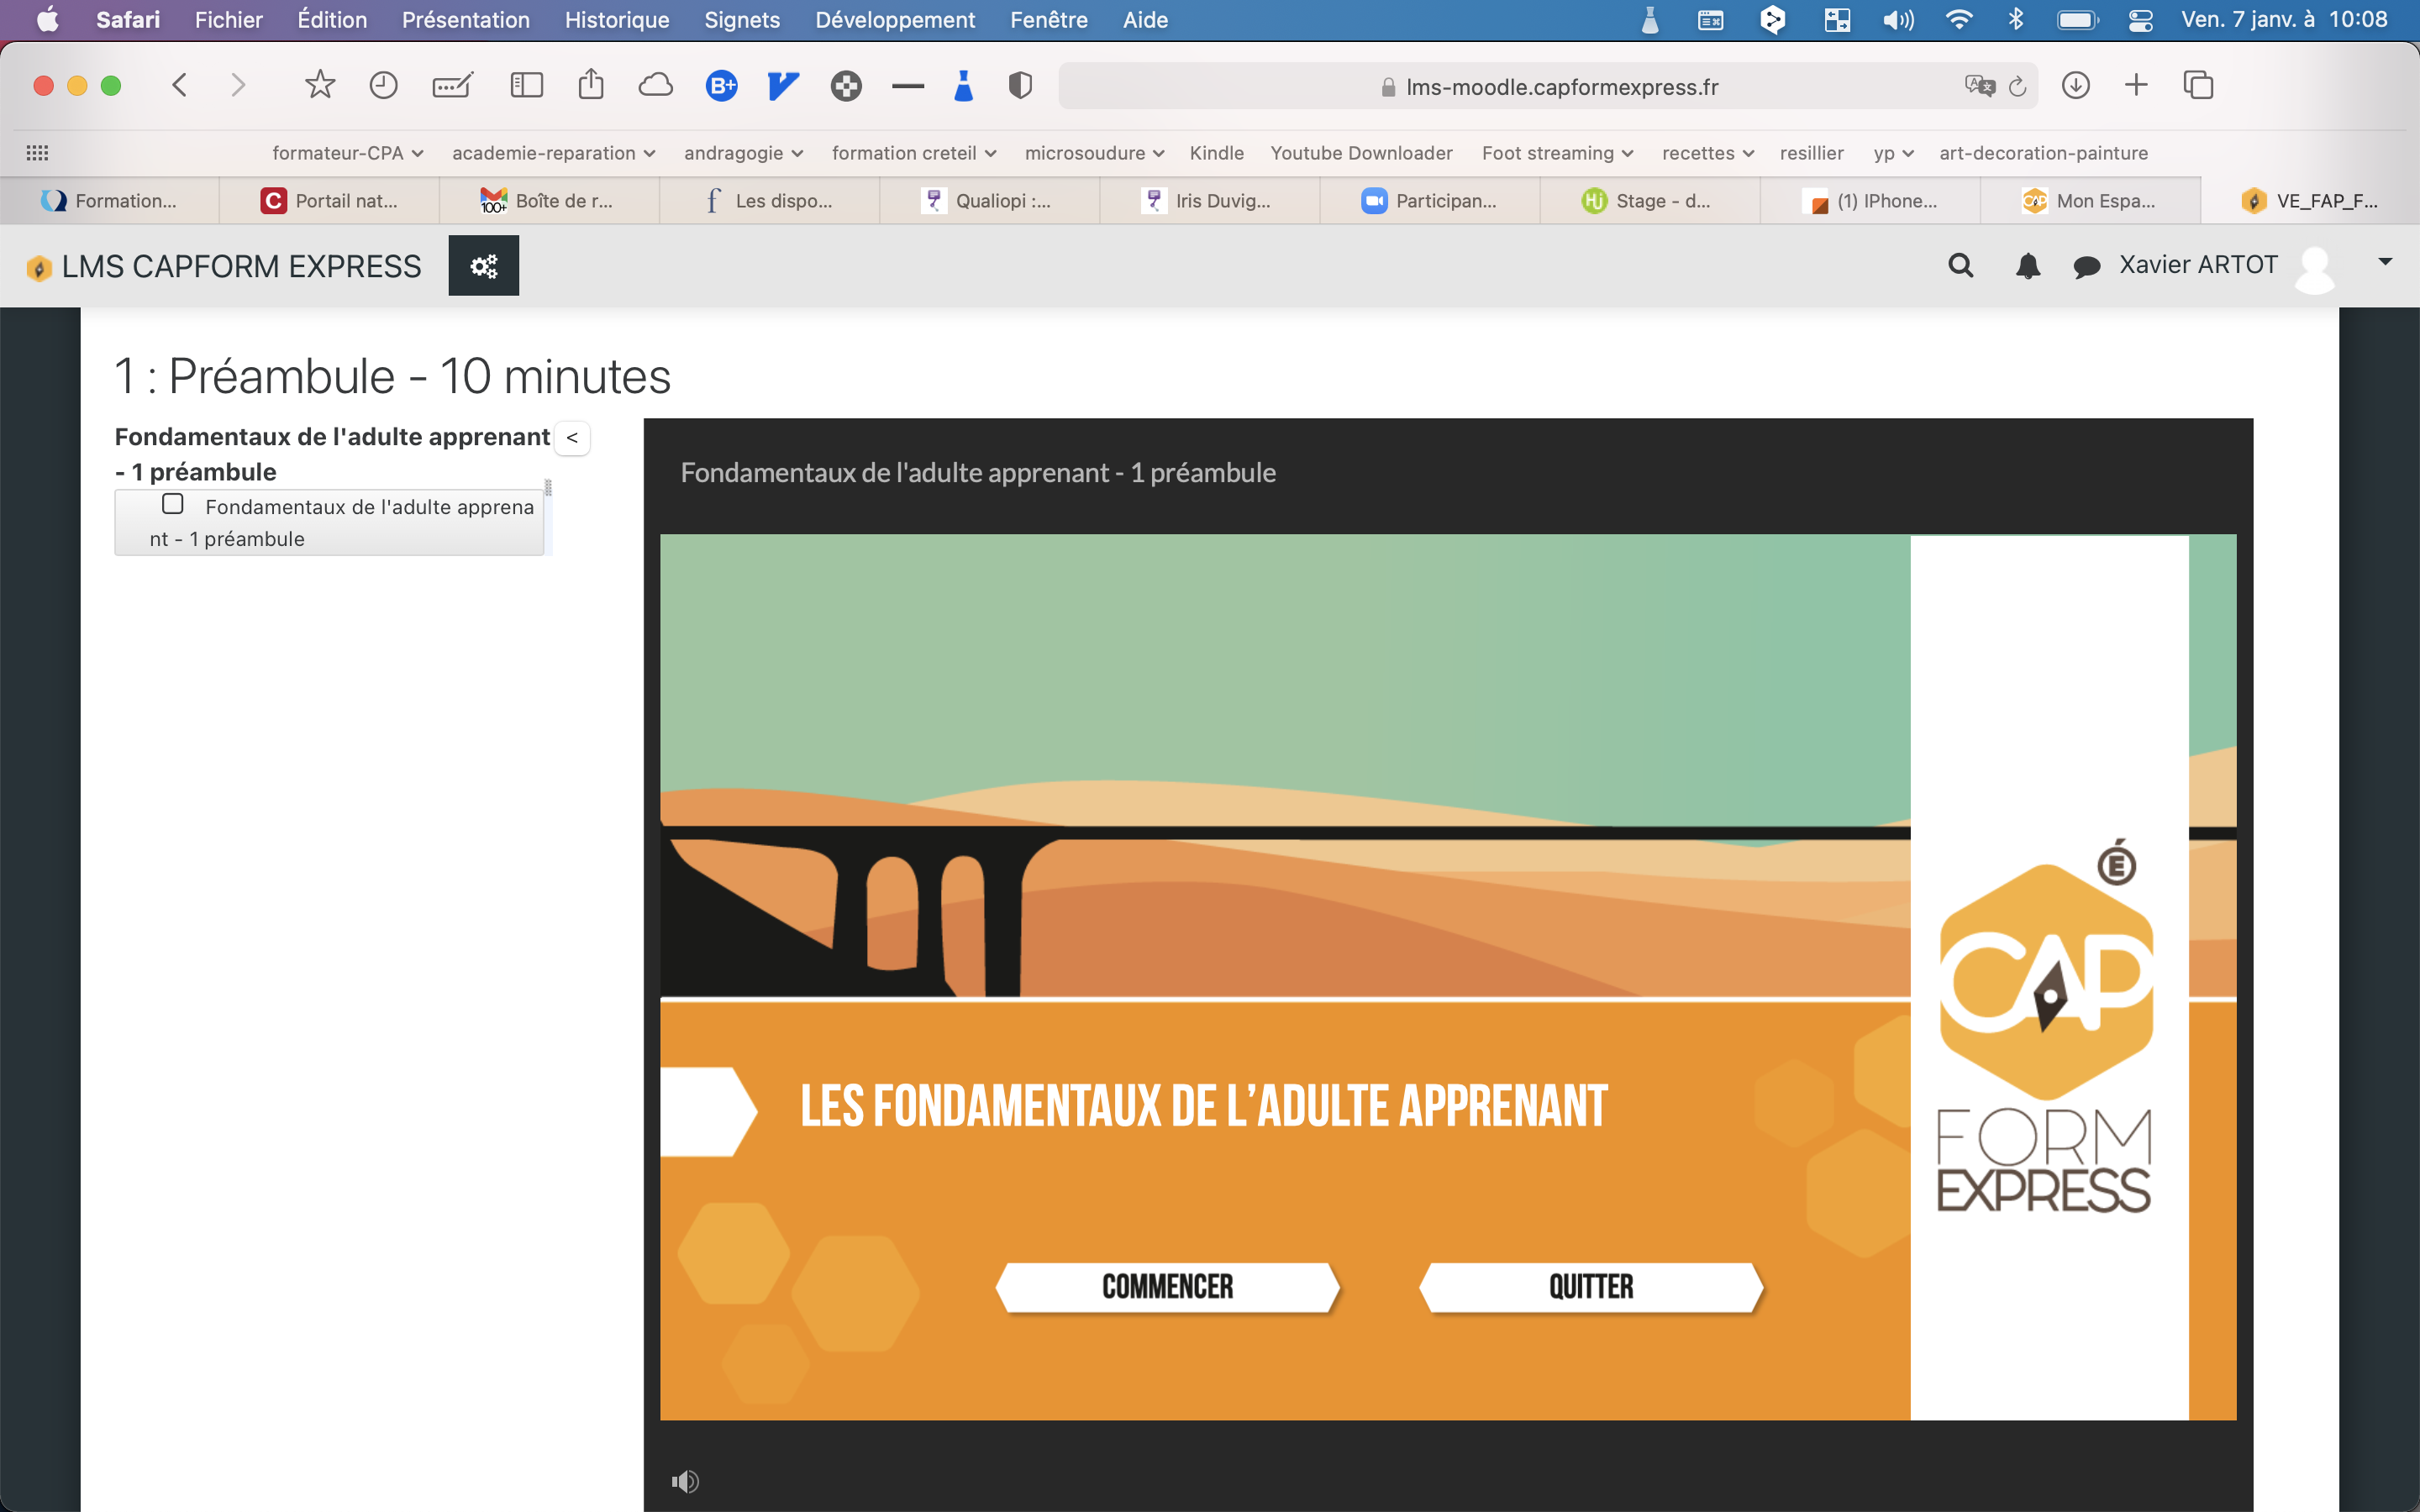 Safari Fichier Édition Présentation Historique Signets Développement Fenêtre Aide Ven. 7 janv. à 10:08
B+ lms-moodle.capformexpress.fr
formateur-CPA academie-reparation andragogie formation creteil microsoudure Kindle Youtube Downloader Foot streaming recettes resillier yp art-decoration-painture
Formation... Portail nat... Boîte de r... Les dispo... Qualiopi :... Iris Duvig... Participan... Stage - d... (1) IPhone... Mon Espa... VE_FAP_F...
LMS CAPFORM EXPRESS Xavier ARTOT
1 : Préambule - 10 minutes
Fondamentaux de l'adulte apprenant <
- 1 préambule
Fondamentaux de l'adulte apprena
nt - 1 préambule
Fondamentaux de l'adulte apprenant - 1 préambule
É
CAP
FORM
EXPRESS
LES FONDAMENTAUX DE L’ADULTE APPRENANT
COMMENCER QUITTER